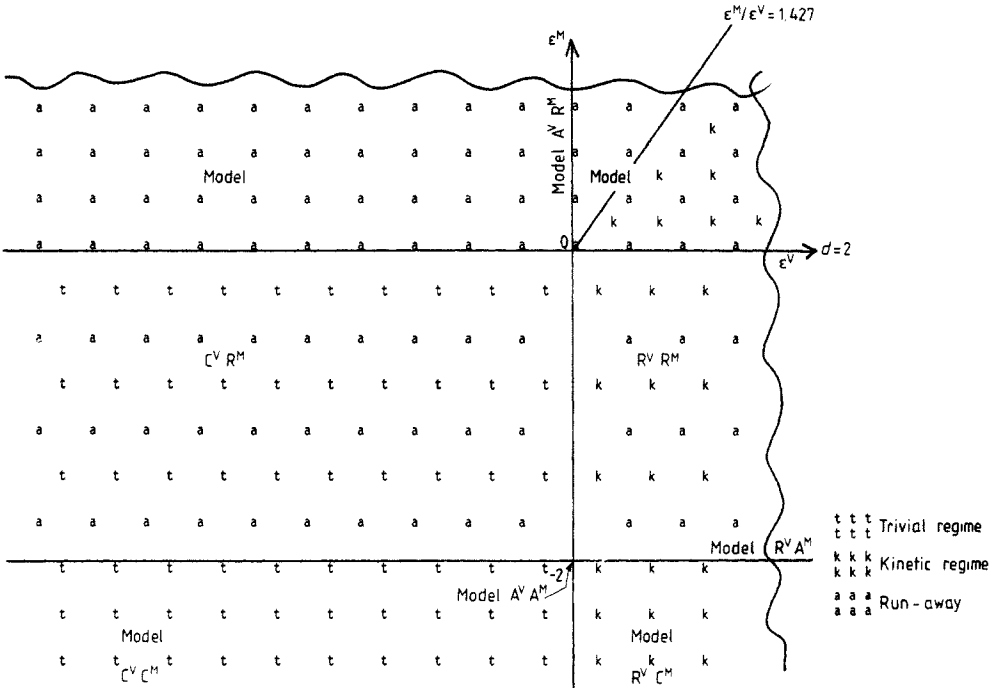 ε^M/ε^V = 1.427
ε^M
a a a a a a a a a a a a a a
k
Model A^V R^M
a a a a a a a a a a a a a a
Model
Model k k
a a a a a a a a a a a a a a
k k k k
a a a a a a a a a a 0 a a a a
ε^V d=2
t t t t t t t t t t k k k
a a a a a a a a a a a a a
C^V R^M
R^V R^M
t t t t t t t t t t k k k
a a a a a a a a a a a a a
t t t t t t t t t t k k k
a a a a a a a a a a a a a
Model R^V A^M
t t t t t t t t t t -2 k k k
Model A^V A^M
t t t t t t t t t t k k k
Model
Model
t t t t t t t t t t k k k
C^V C^M
R^V C^M
t t t
t t t
Trivial regime
k k k
k k k
Kinetic regime
a a a
a a a
Run-away